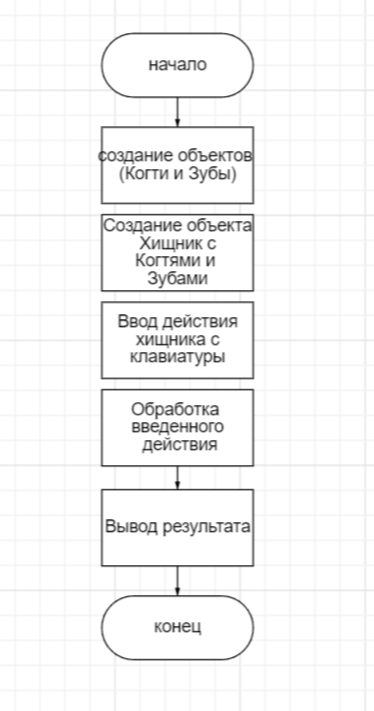 начало
создание объектов
(Когти и Зубы)
Создание объекта
Хищник с
Когтями и
Зубами
Ввод действия
хищника с
клавиатуры
Обработка
введенного
действия
Вывод результата
конец